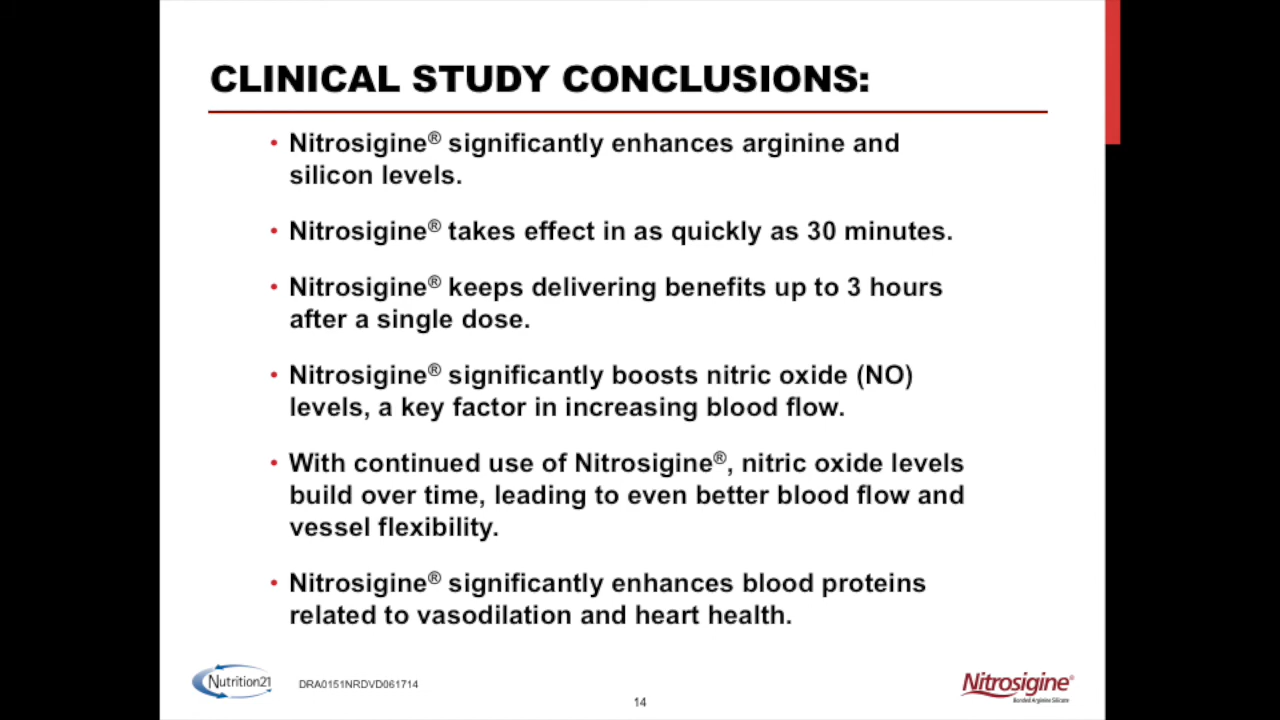 CLINICAL STUDY CONCLUSIONS:
• Nitrosigine® significantly enhances arginine and
silicon levels.
• Nitrosigine® takes effect in as quickly as 30 minutes.
• Nitrosigine® keeps delivering benefits up to 3 hours
after a single dose.
• Nitrosigine® significantly boosts nitric oxide (NO)
levels, a key factor in increasing blood flow.
• With continued use of Nitrosigine®, nitric oxide levels
build over time, leading to even better blood flow and
vessel flexibility.
• Nitrosigine® significantly enhances blood proteins
related to vasodilation and heart health.
Nutrition21
DRA0151NRDVD061714
14
Nitrosigine®
Bonded Arginine Silicate